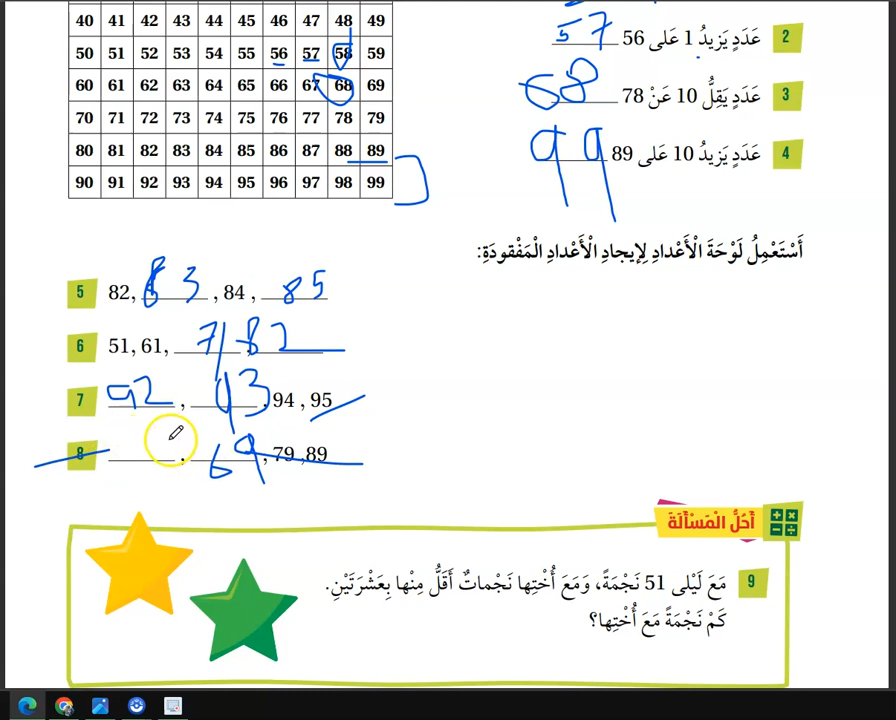 40 41 42 43 44 45 46 47 48 49
50 51 52 53 54 55 56 57 58 59
60 61 62 63 64 65 66 67 68 69
70 71 72 73 74 75 76 77 78 79
80 81 82 83 84 85 86 87 88 89
90 91 92 93 94 95 96 97 98 99
2 عَدَدٍ يَزيدُ 1 عَلى 56 57
3 عَدَدٍ يَقِلُّ 10 عَنْ 78 68
4 عَدَدٍ يَزيدُ 10 عَلى 89 99
أَسْتَعْمِلُ لَوْحَةَ الْأَعْدادِ لِإيجادِ الْأَعْدادِ الْمَفْقودَةِ:
5 82, 83, 84, 85
6 51, 61, 71, 82
7 92, 93, 94, 95
8 ____, 69, 79, 89
أَحُلُّ الْمَسْأَلَةَ
9 مَعَ لَيْلى 51 نَجْمَةً، وَمَعَ أُخْتِها نَجْماتٌ أَقَلُّ مِنْها بِعَشْرَتَيْنِ.
كَمْ نَجْمَةً مَعَ أُخْتِها؟